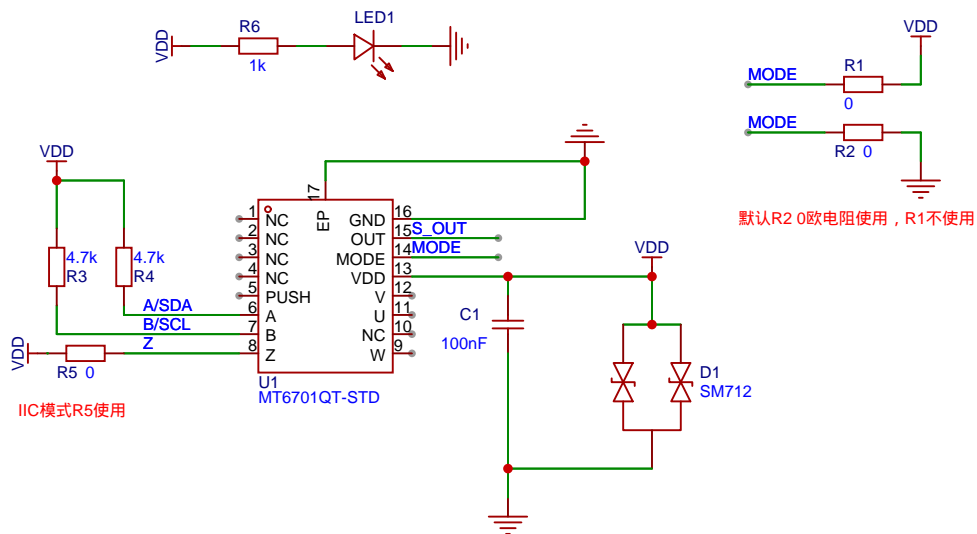 VDD
R6
1k
LED1
VDD
MODE
R1
0
MODE
R2 0
默认R2 0欧电阻使用，R1不使用
VDD
4.7k
R3
4.7k
R4
A/SDA
B/SCL
Z
VDD
R5 0
IIC模式R5使用
17
EP
1 NC
2 NC
3 NC
4 NC
5 PUSH
6 A
7 B
8 Z
GND 16
OUT 15
MODE 14
VDD 13
V 12
U 11
NC 10
W 9
S_OUT
MODE
U1
MT6701QT-STD
C1
100nF
VDD
D1
SM712